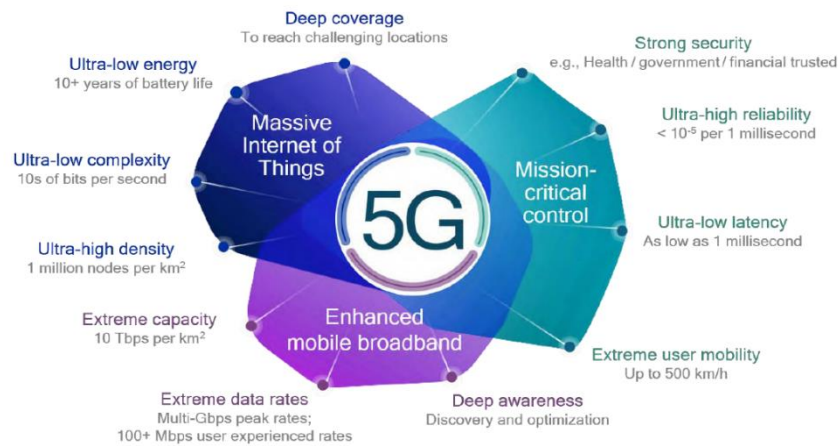 Deep coverage
To reach challenging locations
Ultra-low energy
10+ years of battery life
Ultra-low complexity
10s of bits per second
Ultra-high density
1 million nodes per km²
Massive
Internet of
Things
5G
Mission-
critical
control
Enhanced
mobile broadband
Strong security
e.g., Health / government / financial trusted
Ultra-high reliability
< 10⁻⁵ per 1 millisecond
Ultra-low latency
As low as 1 millisecond
Extreme user mobility
Up to 500 km/h
Extreme capacity
10 Tbps per km²
Extreme data rates
Multi-Gbps peak rates;
100+ Mbps user experienced rates
Deep awareness
Discovery and optimization